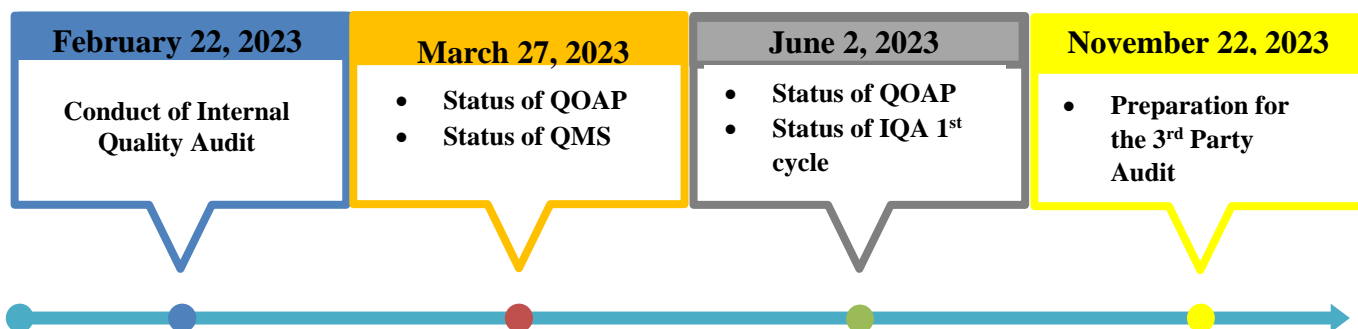 February 22, 2023
Conduct of Internal
Quality Audit
March 27, 2023
• Status of QOAP
• Status of QMS
June 2, 2023
• Status of QOAP
• Status of IQA 1st
cycle
November 22, 2023
• Preparation for
the 3rd Party
Audit